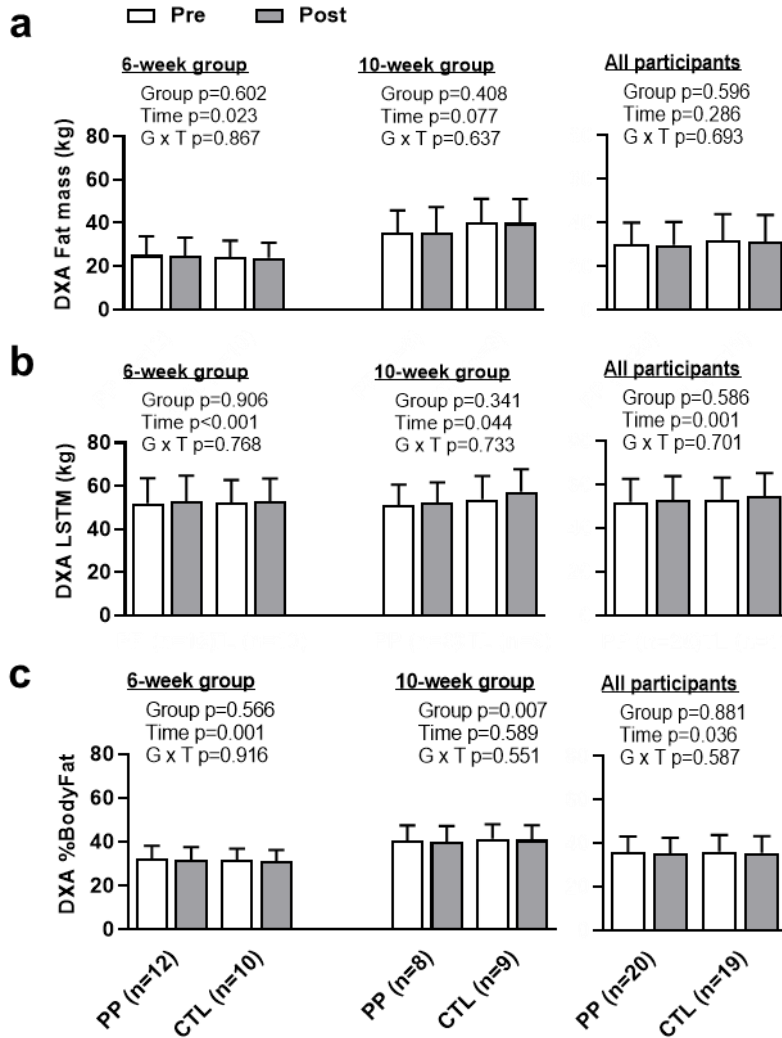 Pre Post
a
6-week group
Group p=0.602
Time p=0.023
G x T p=0.867
10-week group
Group p=0.408
Time p=0.077
G x T p=0.637
All participants
Group p=0.596
Time p=0.286
G x T p=0.693
DXA Fat mass (kg)
80
60
40
20
0
b
6-week group
Group p=0.906
Time p<0.001
G x T p=0.768
10-week group
Group p=0.341
Time p=0.044
G x T p=0.733
All participants
Group p=0.586
Time p=0.001
G x T p=0.701
DXA LSTM (kg)
80
60
40
20
0
c
6-week group
Group p=0.566
Time p=0.001
G x T p=0.916
10-week group
Group p=0.007
Time p=0.589
G x T p=0.551
All participants
Group p=0.881
Time p=0.036
G x T p=0.587
DXA %BodyFat
80
60
40
20
0
PP (n=12)
CTL (n=10)
PP (n=8)
CTL (n=9)
PP (n=20)
CTL (n=19)